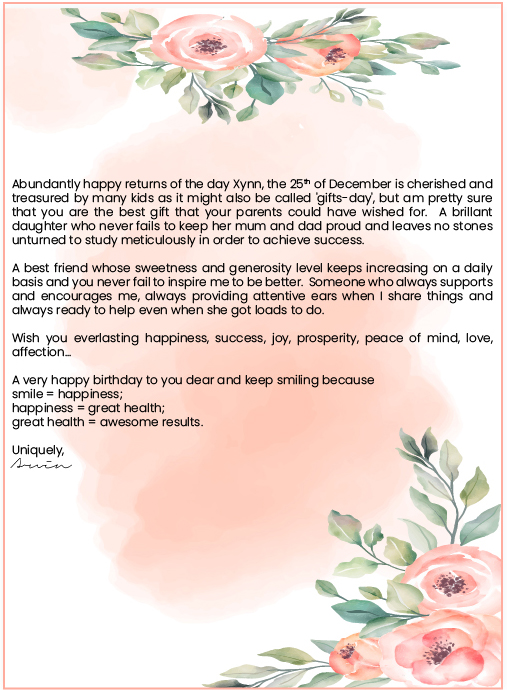 Abundantly happy returns of the day Xynn, the 25th of December is cherished and
treasured by many kids as it might also be called 'gifts-day', but am pretty sure
that you are the best gift that your parents could have wished for. A brillant
daughter who never fails to keep her mum and dad proud and leaves no stones
unturned to study meticulously in order to achieve success.
A best friend whose sweetness and generosity level keeps increasing on a daily
basis and you never fail to inspire me to be better. Someone who always supports
and encourages me, always providing attentive ears when I share things and
always ready to help even when she got loads to do.
Wish you everlasting happiness, success, joy, prosperity, peace of mind, love,
affection...
A very happy birthday to you dear and keep smiling because
smile = happiness;
happiness = great health;
great health = awesome results.
Uniquely,